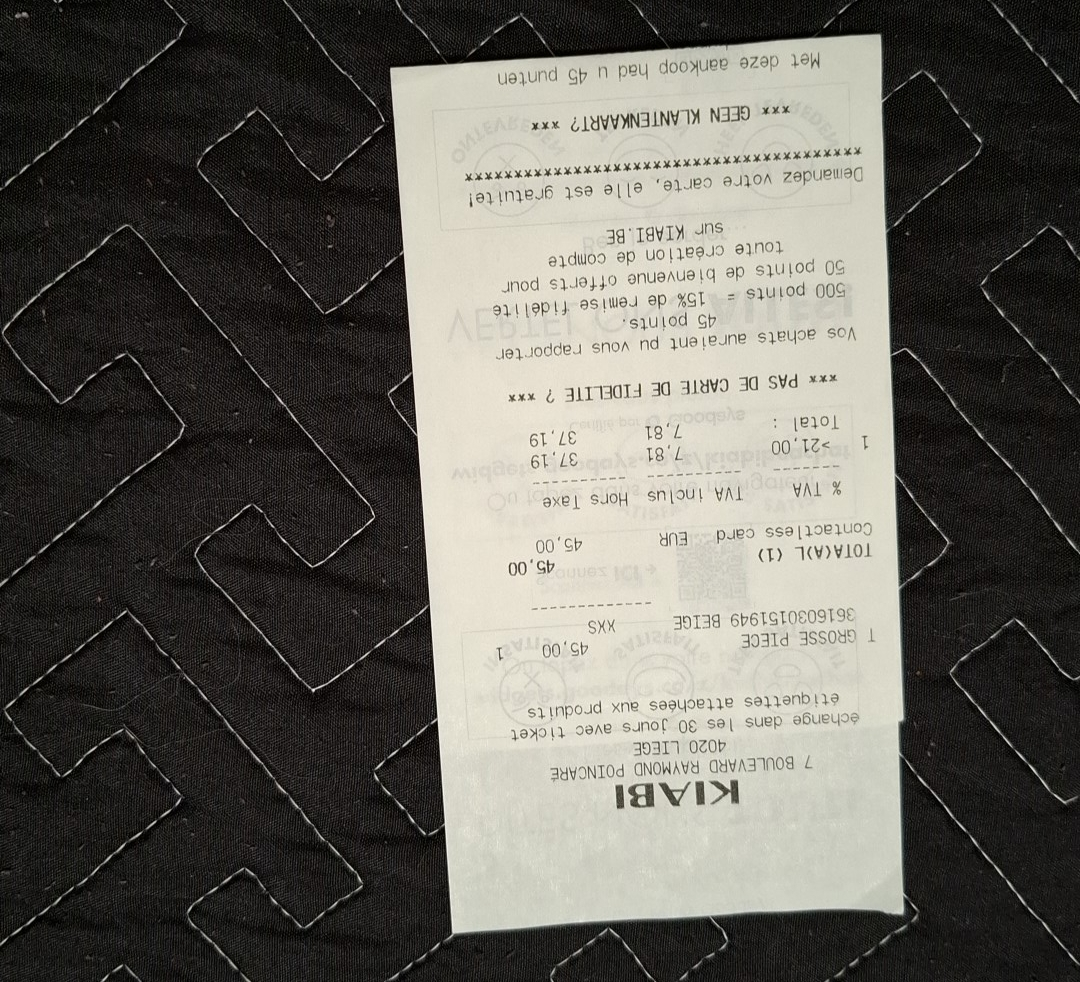 KIABI
7 BOULEVARD RAYMOND POINCARÉ
4020 LIEGE
échange dans les 30 jours avec ticket
étiquettes attachées aux produits
T GROSSE PIECE 45,00 1
3616030151949 BEIGE XXS
TOTA(A)L (1) 45,00
Contactless card EUR 45,00
% TVA TVA inclus Hors Taxe
1 >21,00 7,81 37,19
Total : 7,81 37,19
*** PAS DE CARTE DE FIDELITE ? ***
Vos achats auraient pu vous rapporter
45 points.
500 points = 15% de remise fidélité
50 points de bienvenue offerts pour
toute création de compte
sur KIABI.BE
Demandez votre carte, elle est gratuite!
******************************************
*** GEEN KLANTENKAART? ***
Met deze aankoop had u 45 punten